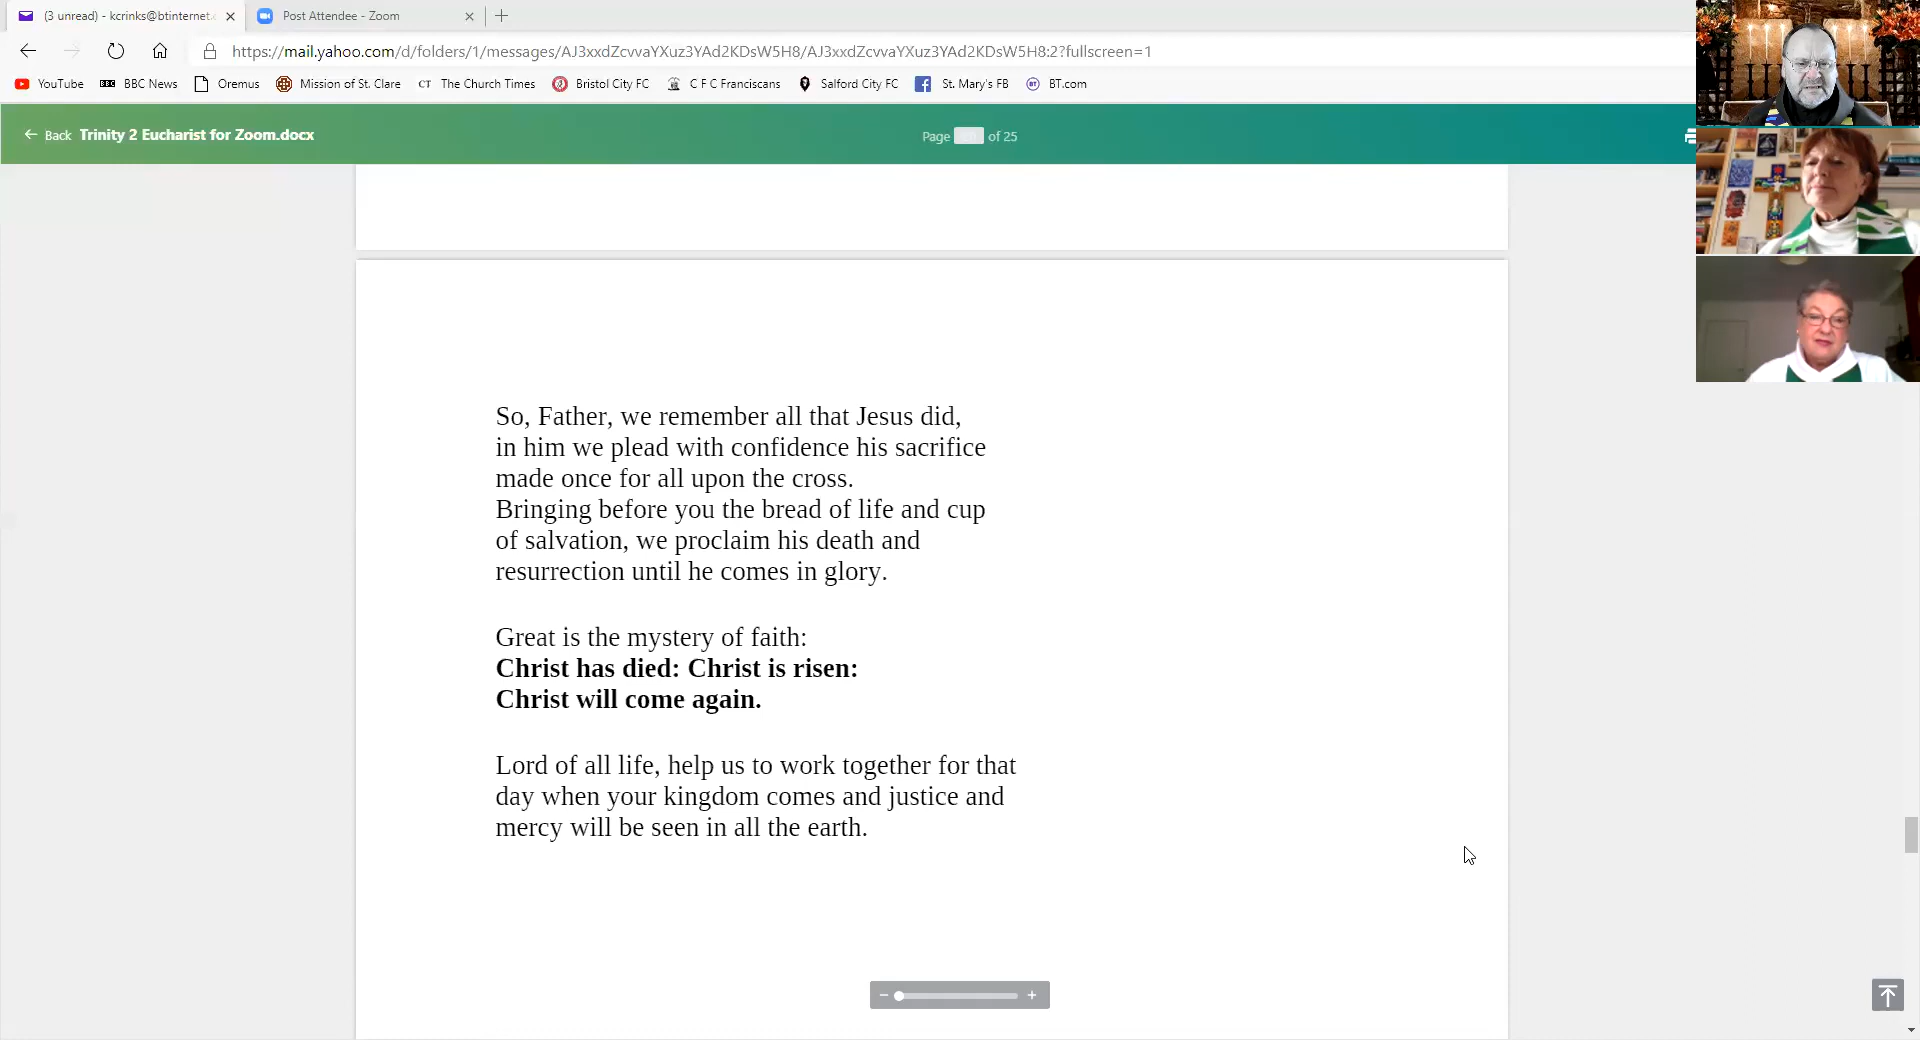 (3 unread) - kcrinks@btinternet.
Post Attendee - Zoom
https://mail.yahoo.com/d/folders/1/messages/AJ3xxdZcvvaYXuz3YAd2KDsW5H8/AJ3xxdZcvvaYXuz3YAd2KDsW5H8:2?fullscreen=1
YouTube BBC News Oremus Mission of St. Clare CT The Church Times Bristol City FC C F C Franciscans Salford City FC St. Mary's FB BT BT.com
Back Trinity 2 Eucharist for Zoom.docx
Page of 25
So, Father, we remember all that Jesus did,
in him we plead with confidence his sacrifice
made once for all upon the cross.
Bringing before you the bread of life and cup
of salvation, we proclaim his death and
resurrection until he comes in glory.
Great is the mystery of faith:
Christ has died: Christ is risen:
Christ will come again.
Lord of all life, help us to work together for that
day when your kingdom comes and justice and
mercy will be seen in all the earth.